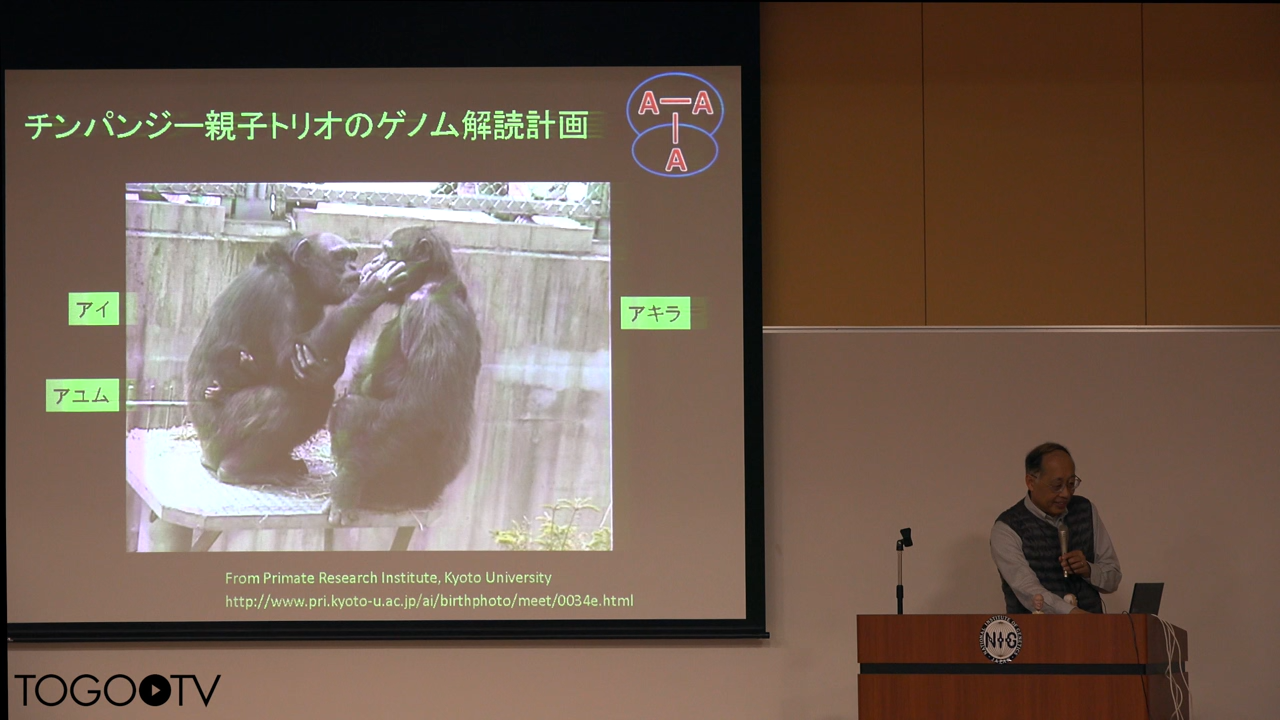 チンパンジー親子トリオのゲノム解読計画
A A
A
アイ
アキラ
アユム
From Primate Research Institute, Kyoto University
http://www.pri.kyoto-u.ac.jp/ai/birthphoto/meet/0034e.html
NIG
TOGOTV